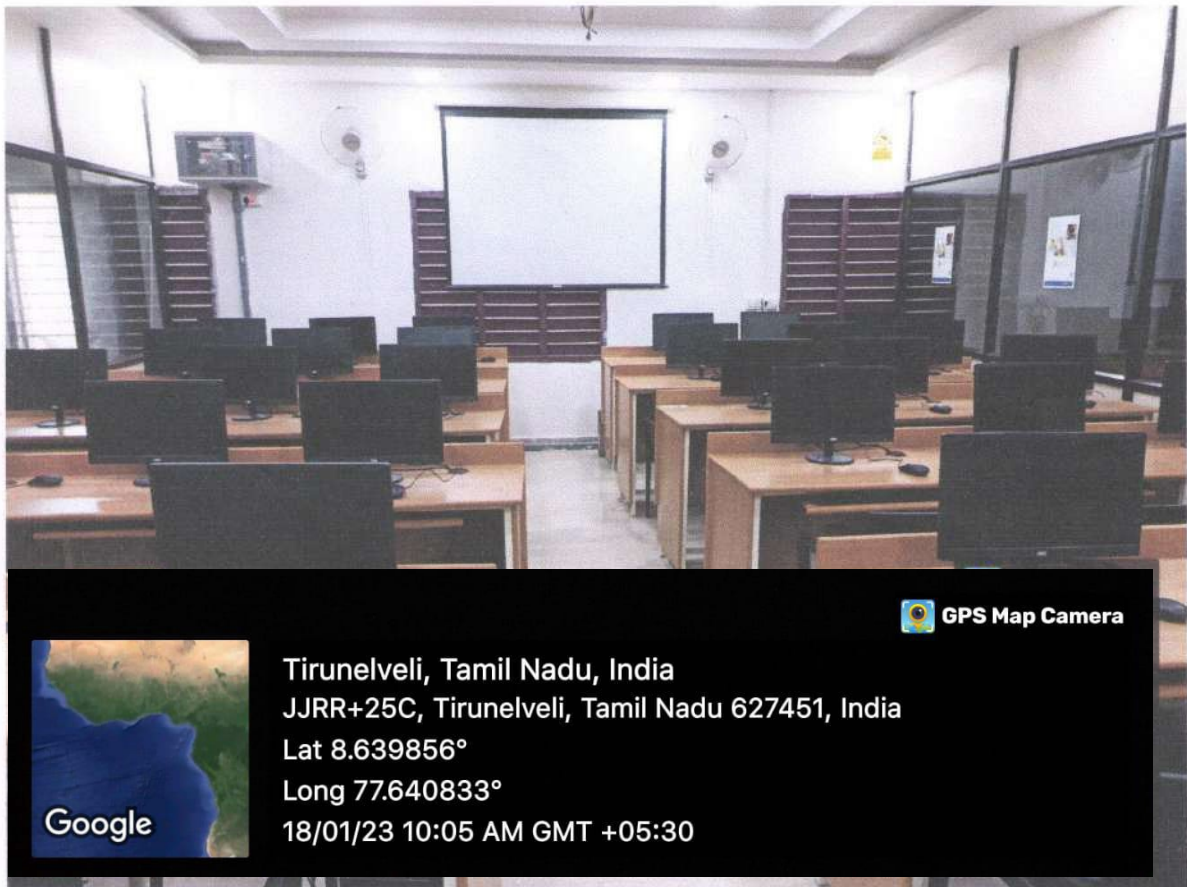 GPS Map Camera
Tirunelveli, Tamil Nadu, India
JJRR+25C, Tirunelveli, Tamil Nadu 627451, India
Lat 8.639856°
Long 77.640833°
18/01/23 10:05 AM GMT +05:30
Google